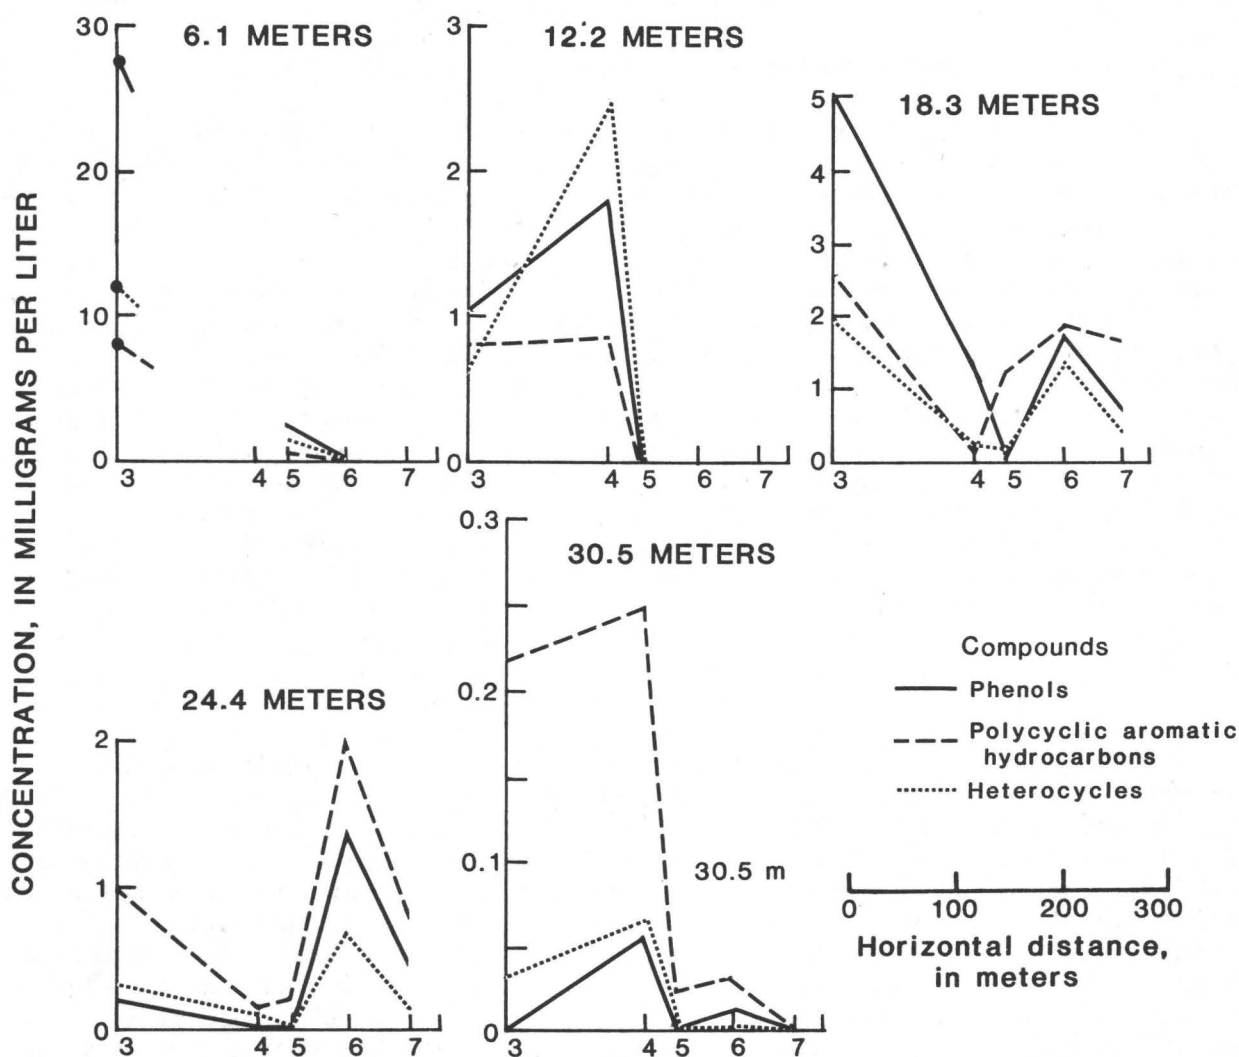 CONCENTRATION, IN MILLIGRAMS PER LITER
6.1 METERS
30
20
10
0
3 4 5 6 7
12.2 METERS
3
2
1
0
3 4 5 6 7
18.3 METERS
5
4
3
2
1
0
3 4 5 6 7
24.4 METERS
2
1
0
3 4 5 6 7
30.5 METERS
0.3
0.2
0.1
0
30.5 m
3 4 5 6 7
Compounds
Phenols
Polycyclic aromatic
hydrocarbons
Heterocycles
0 100 200 300
Horizontal distance,
in meters